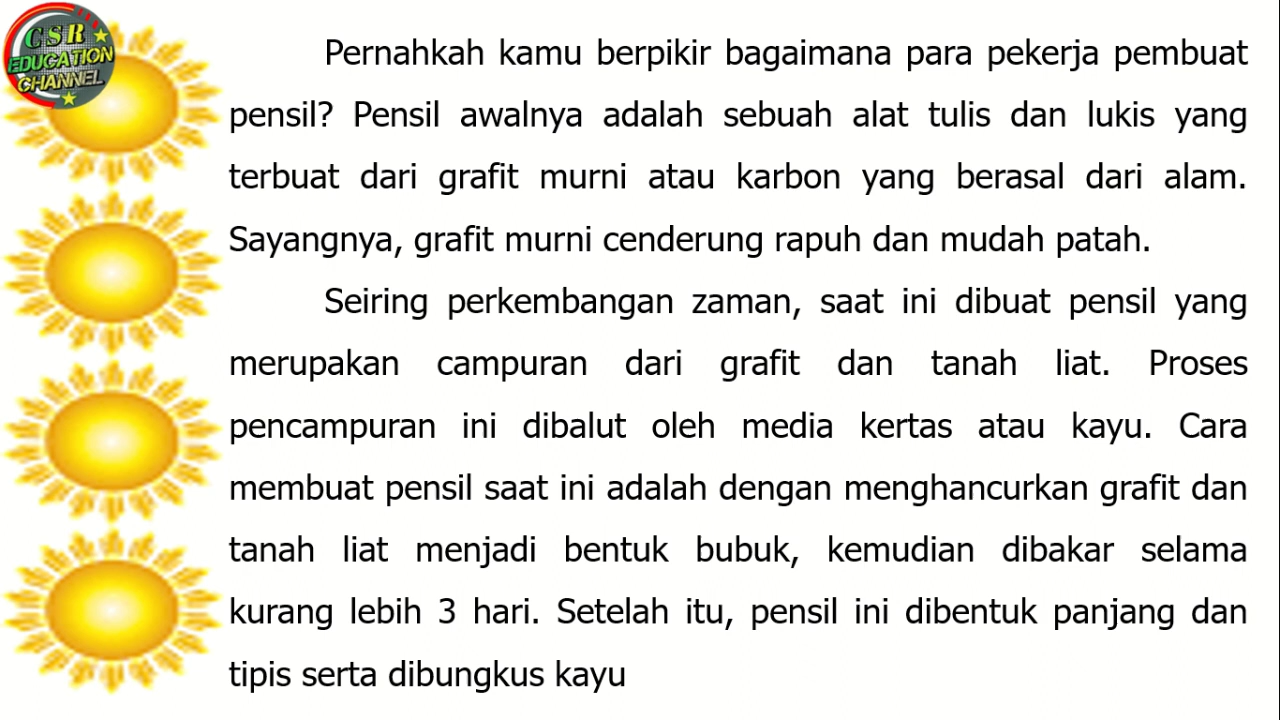 CSR
EDUCATION
CHANNEL
Pernahkah kamu berpikir bagaimana para pekerja pembuat
pensil? Pensil awalnya adalah sebuah alat tulis dan lukis yang
terbuat dari grafit murni atau karbon yang berasal dari alam.
Sayangnya, grafit murni cenderung rapuh dan mudah patah.
Seiring perkembangan zaman, saat ini dibuat pensil yang
merupakan campuran dari grafit dan tanah liat. Proses
pencampuran ini dibalut oleh media kertas atau kayu. Cara
membuat pensil saat ini adalah dengan menghancurkan grafit dan
tanah liat menjadi bentuk bubuk, kemudian dibakar selama
kurang lebih 3 hari. Setelah itu, pensil ini dibentuk panjang dan
tipis serta dibungkus kayu